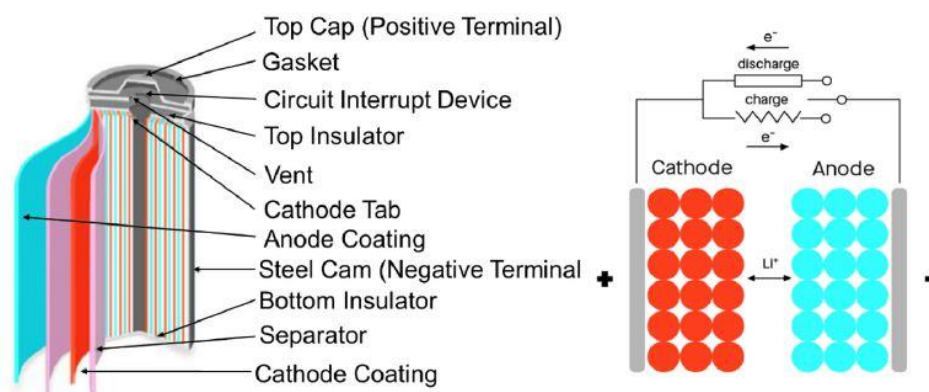 Top Cap (Positive Terminal)
Gasket
Circuit Interrupt Device
Top Insulator
Vent
Cathode Tab
Anode Coating
Steel Cam (Negative Terminal
Bottom Insulator
Separator
Cathode Coating
e⁻
discharge
charge
e⁻
Cathode
Anode
+
Li⁺
-